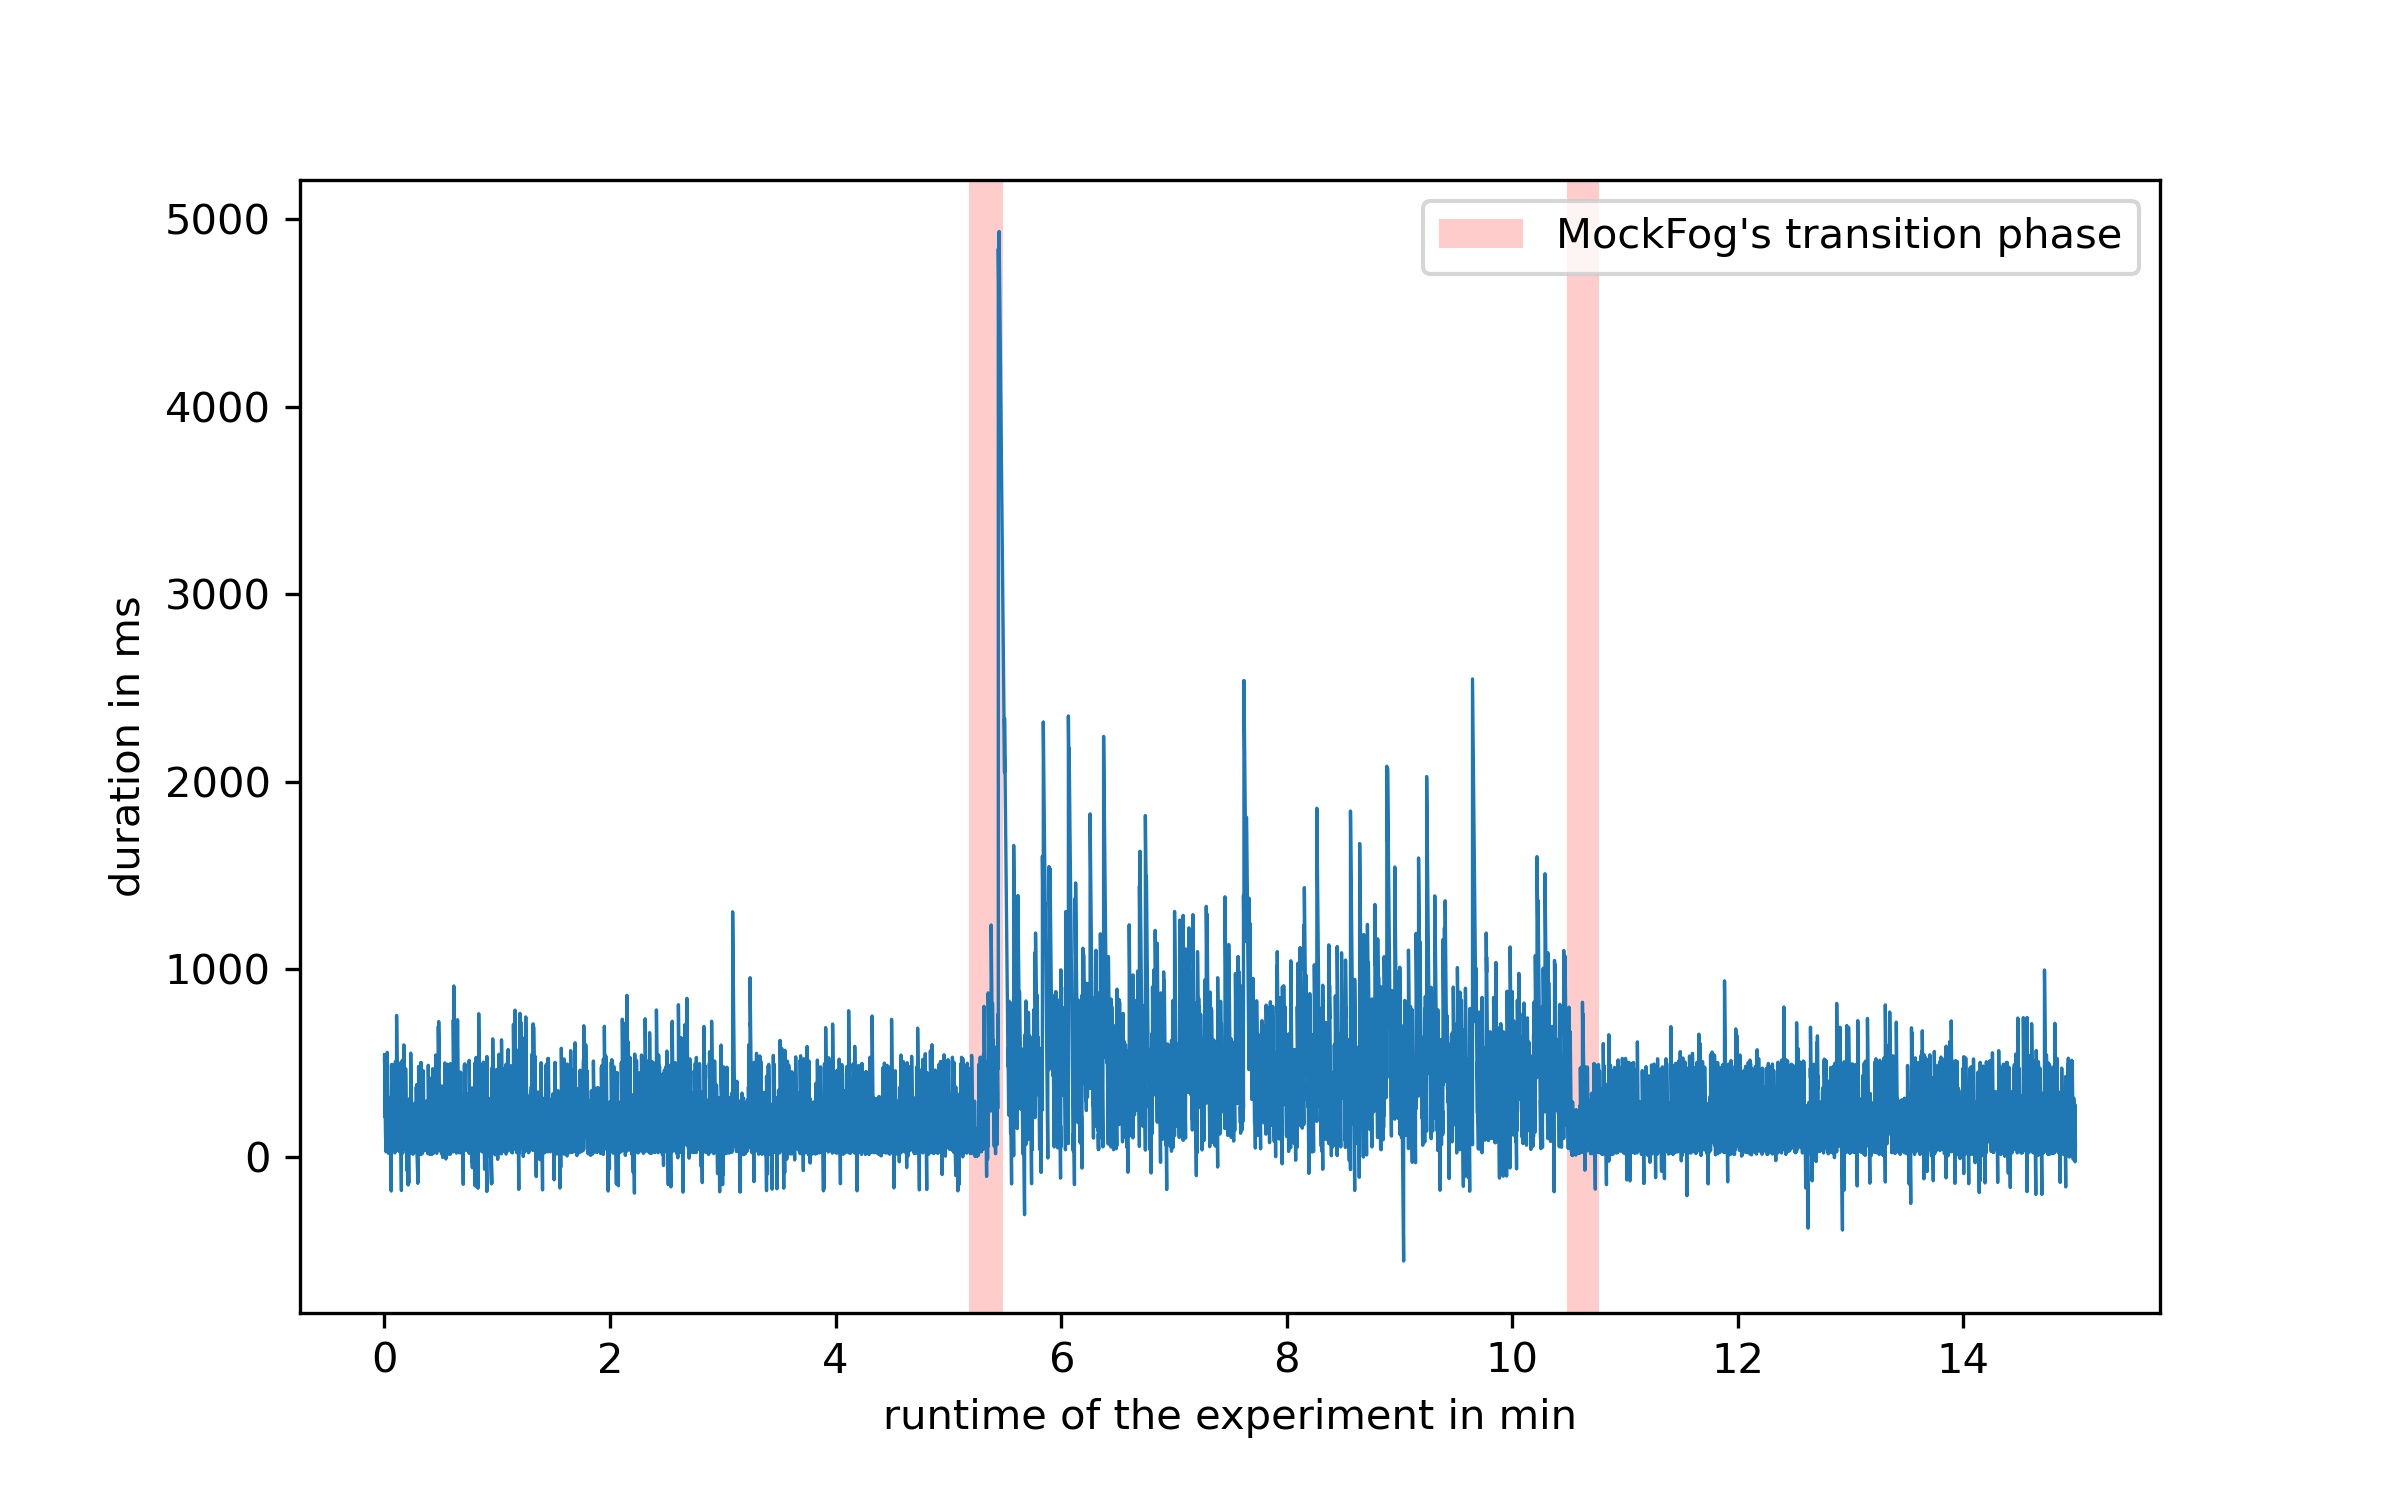 MockFog's transition phase
5000
4000
3000
2000
1000
0
duration in ms
0 2 4 6 8 10 12 14
runtime of the experiment in min